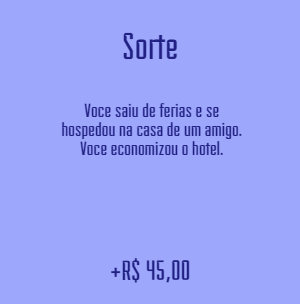 Sorte
Voce saiu de ferias e se
hospedou na casa de um amigo.
Voce economizou o hotel.
+R$ 45,00